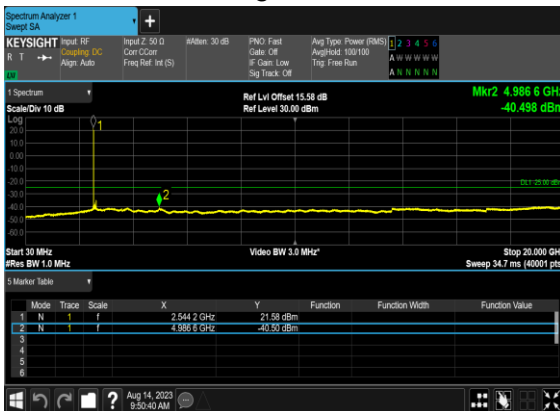 Spectrum Analyzer 1
Swept SA
KEYSIGHT
R T
LV
Input: RF
Coupling: DC
Align: Auto
Input Z: 50 Ω
Corr CCorr
Freq Ref: Int (S)
#Atten: 30 dB
PNO: Fast
Gate: Off
IF Gain: Low
Sig Track: Off
Avg Type: Power (RMS)
Avg|Hold: 100/100
Trig: Free Run
1 2 3 4 5 6
A W W W W W
A N N N N N
1 Spectrum
Scale/Div 10 dB
Ref Lvl Offset 15.58 dB
Ref Level 30.00 dBm
Mkr2 4.986 6 GHz
-40.498 dBm
Log
20.0
10.0
0.00
-10.0
-20.0
-30.0
-40.0
-50.0
-60.0
1
2
DL1 -25.00 dBm
Start 30 MHz
#Res BW 1.0 MHz
Video BW 3.0 MHz*
Stop 20.000 GH
Sweep 34.7 ms (40001 pts
5 Marker Table
Mode Trace Scale X Y Function Function Width Function Value
1 N 1 f 2.544 2 GHz 21.58 dBm
2 N 1 f 4.986 6 GHz -40.50 dBm
3
4
5
6
? Aug 14, 2023
9:50:40 AM